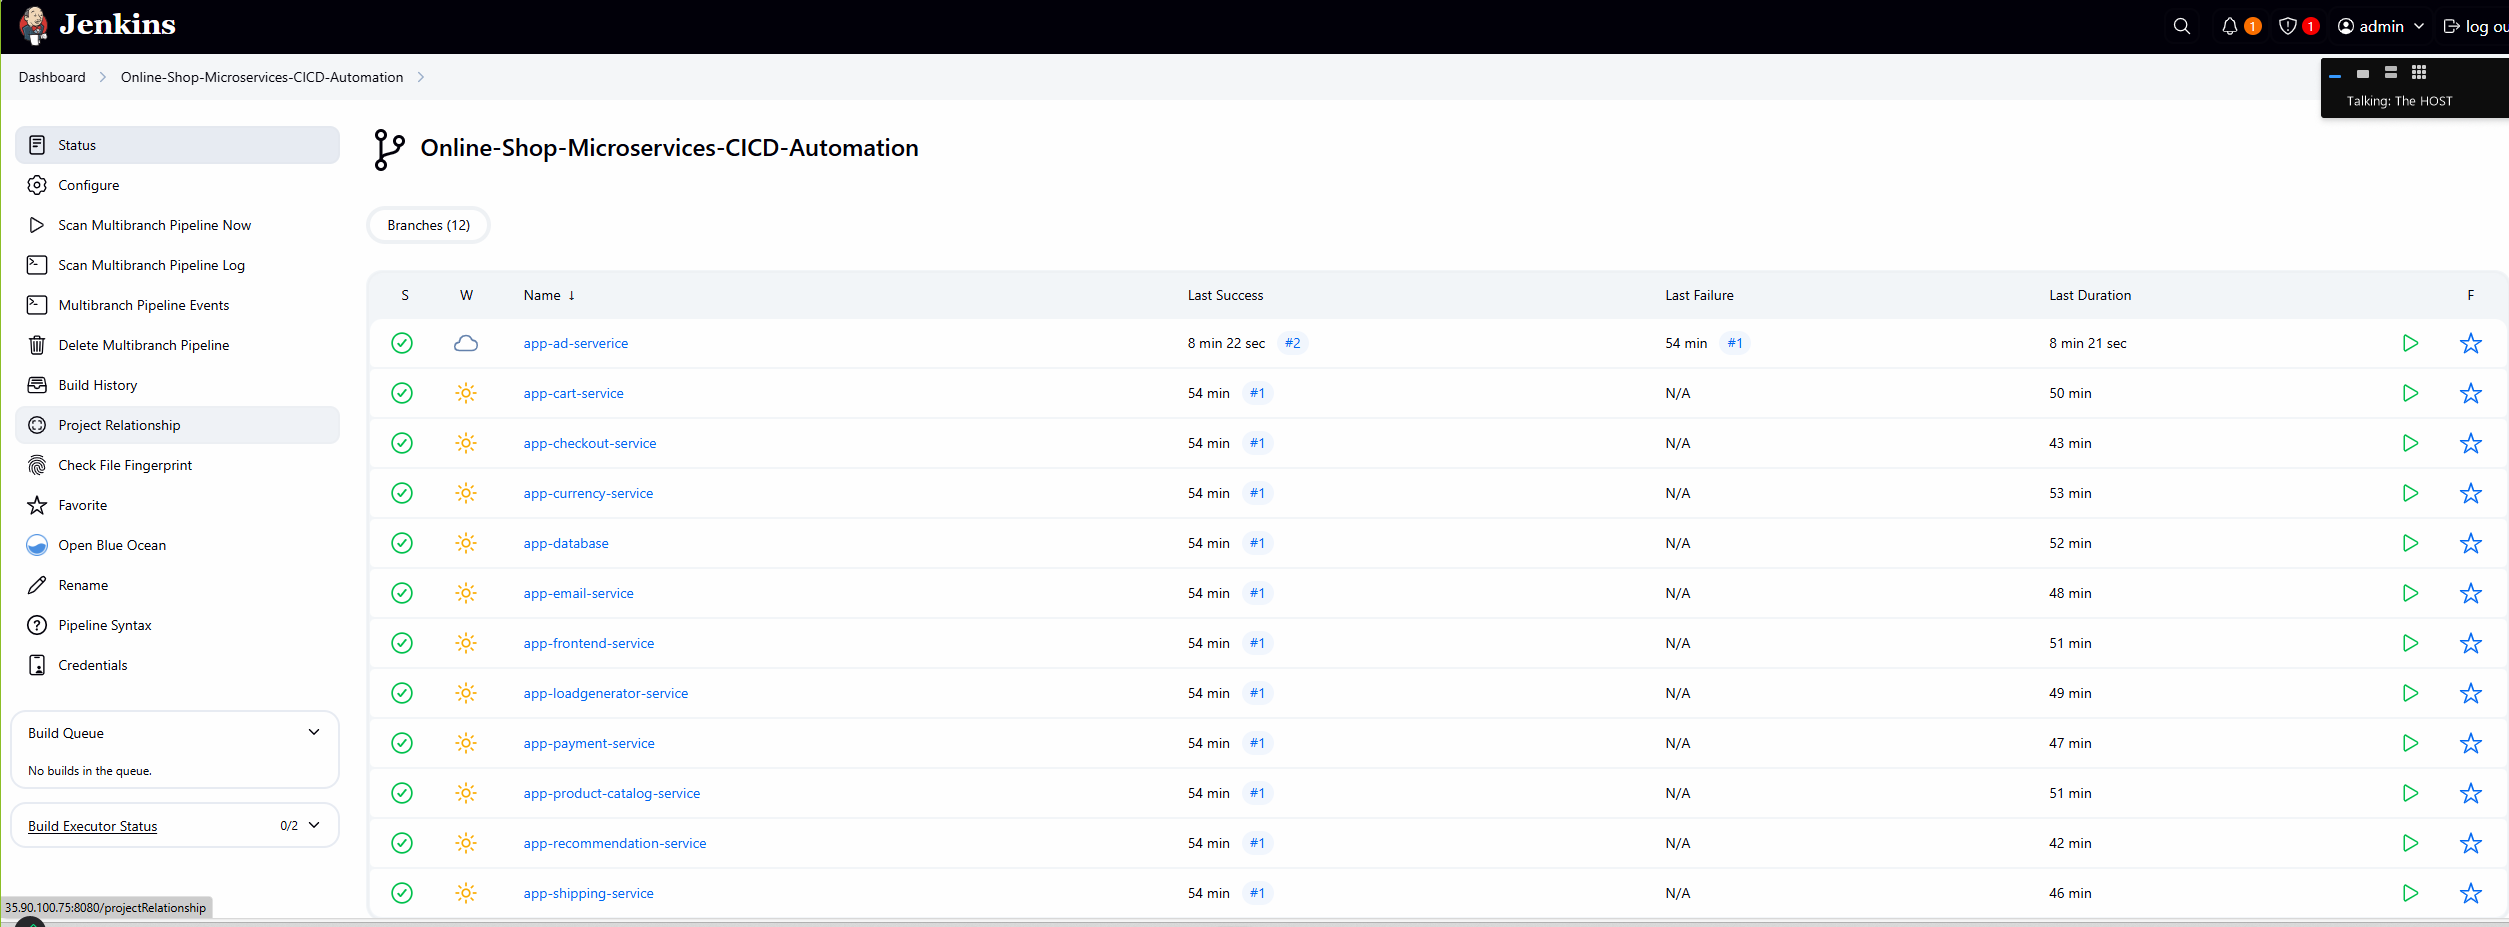 Jenkins
1
1
admin
log ou
Dashboard
Online-Shop-Microservices-CICD-Automation
Talking: The HOST
Status
Configure
Scan Multibranch Pipeline Now
Scan Multibranch Pipeline Log
Multibranch Pipeline Events
Delete Multibranch Pipeline
Build History
Project Relationship
Check File Fingerprint
Favorite
Open Blue Ocean
Rename
Pipeline Syntax
Credentials
Build Queue
No builds in the queue.
Build Executor Status 0/2
35.90.100.75:8080/projectRelationship
Online-Shop-Microservices-CICD-Automation
Branches (12)
S W Name ↓ Last Success Last Failure Last Duration F
app-ad-serverice 8 min 22 sec #2 54 min #1 8 min 21 sec
app-cart-service 54 min #1 N/A 50 min
app-checkout-service 54 min #1 N/A 43 min
app-currency-service 54 min #1 N/A 53 min
app-database 54 min #1 N/A 52 min
app-email-service 54 min #1 N/A 48 min
app-frontend-service 54 min #1 N/A 51 min
app-loadgenerator-service 54 min #1 N/A 49 min
app-payment-service 54 min #1 N/A 47 min
app-product-catalog-service 54 min #1 N/A 51 min
app-recommendation-service 54 min #1 N/A 42 min
app-shipping-service 54 min #1 N/A 46 min